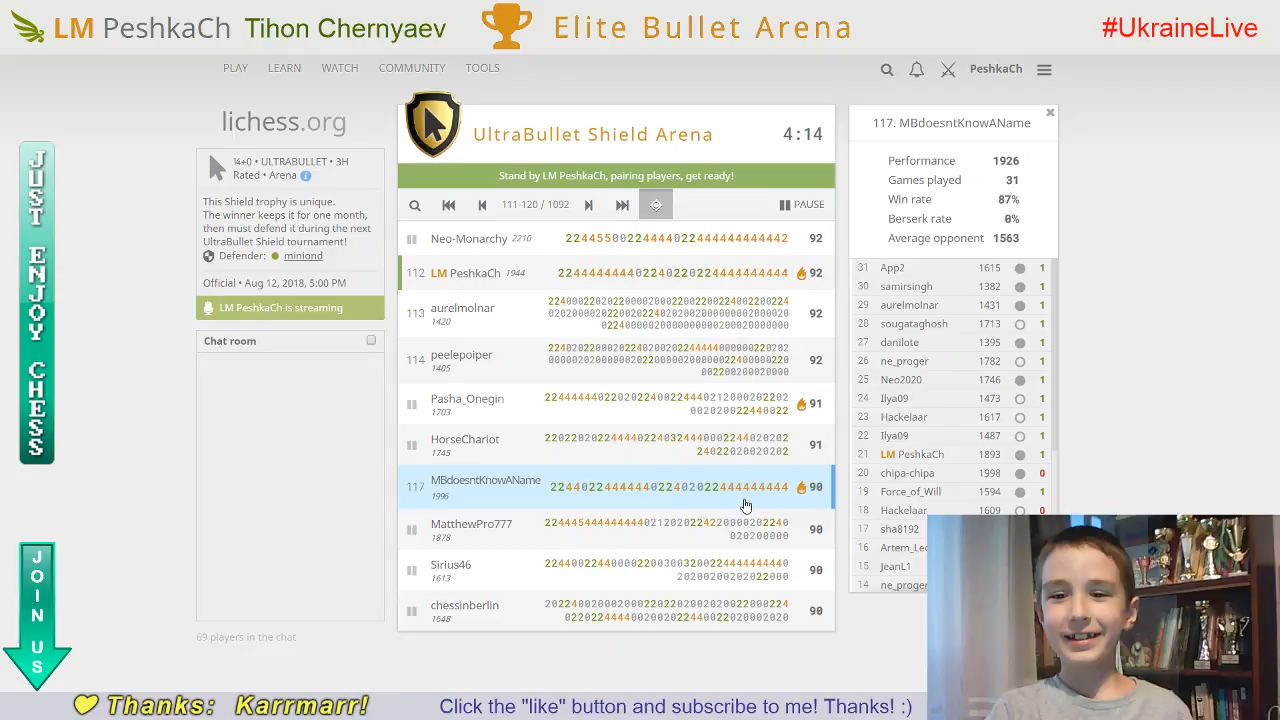 LM PeshkaCh Tihon Chernyaev
Elite Bullet Arena
#UkraineLive
PLAY LEARN WATCH COMMUNITY TOOLS
PeshkaCh
JUST ENJOY CHESS
JOIN US
lichess.org
¼+0 • ULTRABULLET • 3H
Rated • Arena
This Shield trophy is unique.
The winner keeps it for one month,
then must defend it during the next
UltraBullet Shield tournament!
Defender: miniond
Official • Aug 12, 2018, 5:00 PM
LM PeshkaCh is streaming
Chat room
69 players in the chat
UltraBullet Shield Arena 4:14
Stand by LM PeshkaCh, pairing players, get ready!
111-120 / 1092 PAUSE
Neo-Monarchy 2210 92
112 LM PeshkaCh 1944 92
113 aurelmolnar 1420 92
114 peelepoiper 1405 92
Pasha_Onegin 1703 91
HorseChariot 1745 91
117 MBdoesntKnowAName 1996 90
MatthewPro777 1878 90
Sirius46 1613 90
chessinberlin 1648 90
117. MBdoesntKnowAName
Performance 1926
Games played 31
Win rate 87%
Berserk rate 0%
Average opponent 1563
31 App2 1615 1
30 samirsingh 1382 1
29 aurelmolnar 1431 1
28 sougataghosh 1713 1
27 danilote 1395 1
26 ne_proger 1782 1
25 Neo2020 1746 1
24 Ilya09 1473 1
23 Hackelaar 1617 1
22 Ilya09 1487 1
21 LM PeshkaCh 1893 1
20 chipa-chipa 1998 0
19 Force_of_Will 1594 1
18 Hackelaar 1609 0
17 sha8192
16 Artem_Led
15 JeanL1
14 ne_proger
Thanks: Karrmarr!
Click the "like" button and subscribe to me! Thanks! :)